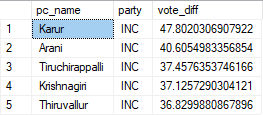 pc_name party vote_diff
1 Karur INC 47.8020306907922
2 Arani INC 40.6054983356854
3 Tiruchirappalli INC 37.4576353746166
4 Krishnagiri INC 37.1257290304121
5 Thiruvallur INC 36.8299880867896